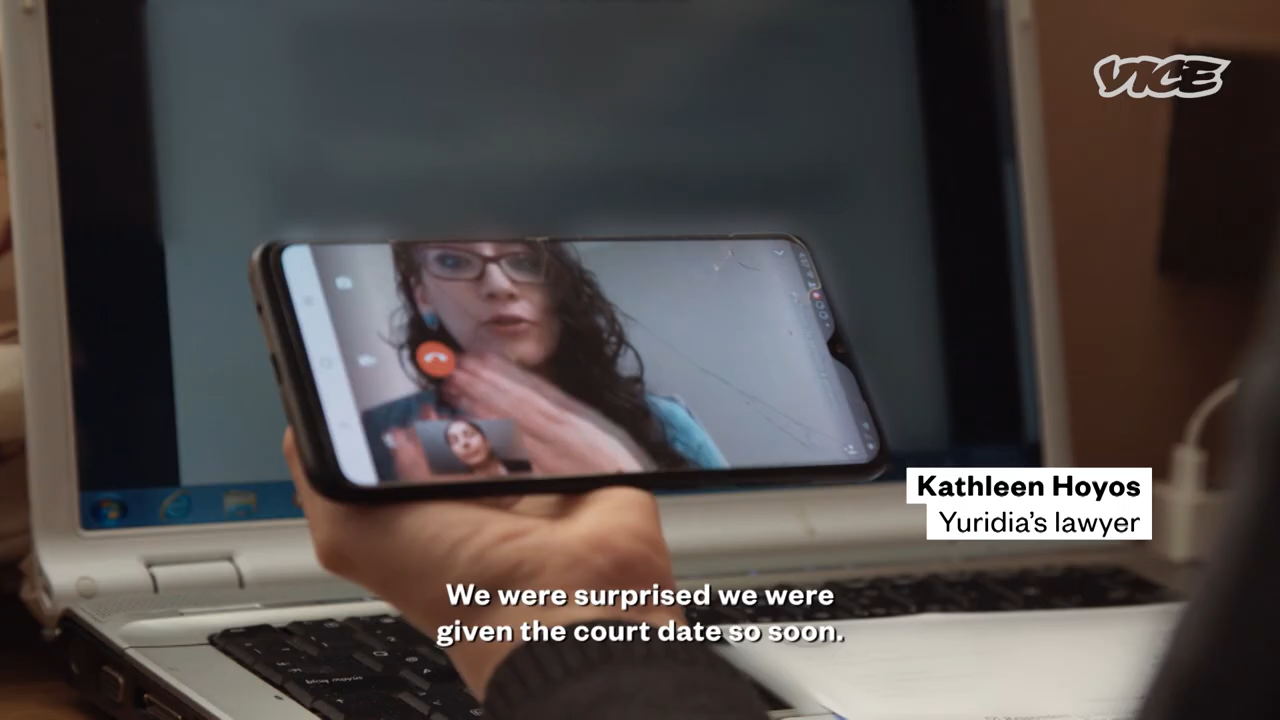 VICE
Kathleen Hoyos
Yuridia's lawyer
We were surprised we were
given the court date so soon.